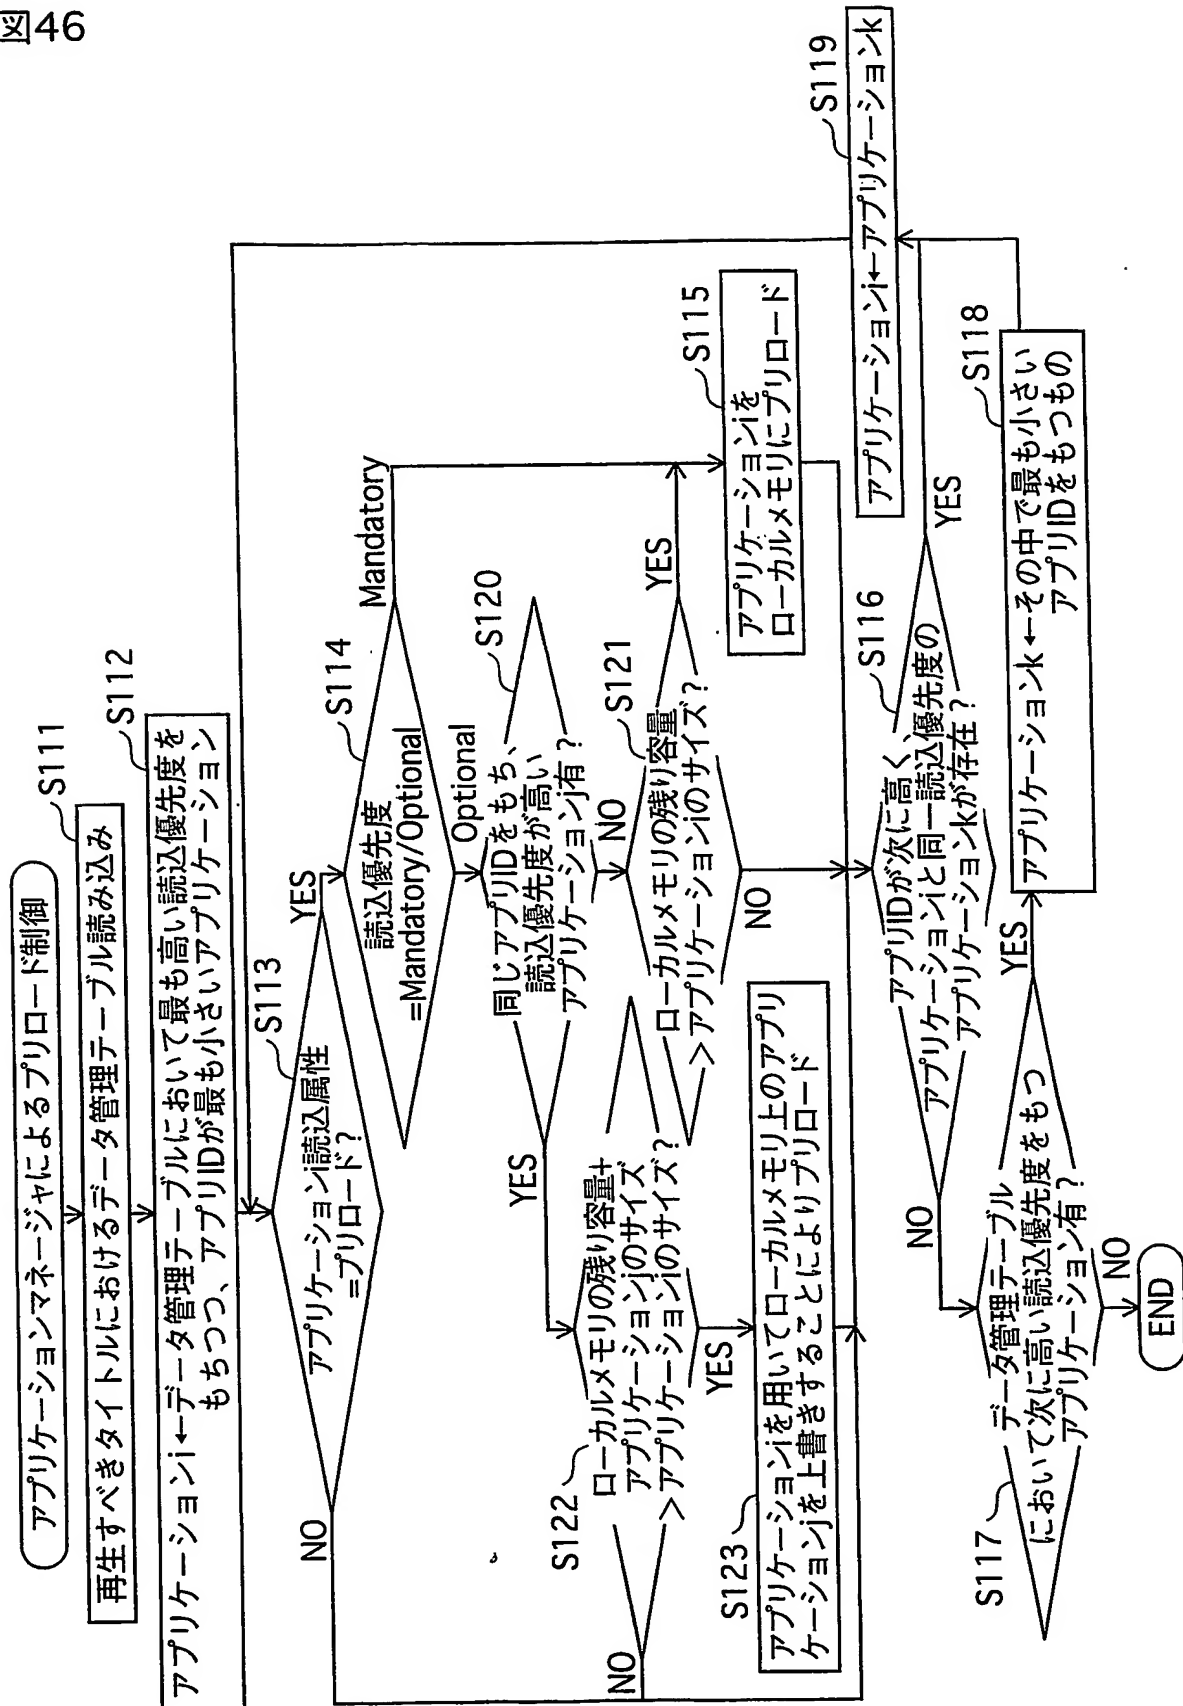 図46
アプリケーションマネージャによるプリロード制御
S111
再生すべきタイトルにおけるデータ管理テーブル読み込み
S112
アプリケーションi←データ管理テーブルにおいて最も高い読込優先度を
もちつつ、アプリIDが最も小さいアプリケーション
S113
アプリケーションi読込属性
=プリロード?
YES
NO
S114
読込優先度
=Mandatory/Optional
Mandatory
Optional
S120
同じアプリIDをもち、
読込優先度が高い
アプリケーションj有?
YES
NO
S121
ローカルメモリの残り容量
>アプリケーションiのサイズ?
YES
NO
S115
アプリケーションiを
ローカルメモリにプリロード
S122
ローカルメモリの残り容量+
アプリケーションjのサイズ
>アプリケーションiのサイズ?
YES
NO
S123
アプリケーションiを用いてローカルメモリ上のアプリ
ケーションjを上書きすることによりプリロード
S116
アプリIDが次に高く、
アプリケーションiと同一読込優先度の
アプリケーションkが存在?
YES
NO
S117
データ管理テーブル
において次に高い読込優先度をもつ
アプリケーション有?
YES
NO
END
S118
アプリケーションk←その中で最も小さい
アプリIDをもつもの
S119
アプリケーションi←アプリケーションk